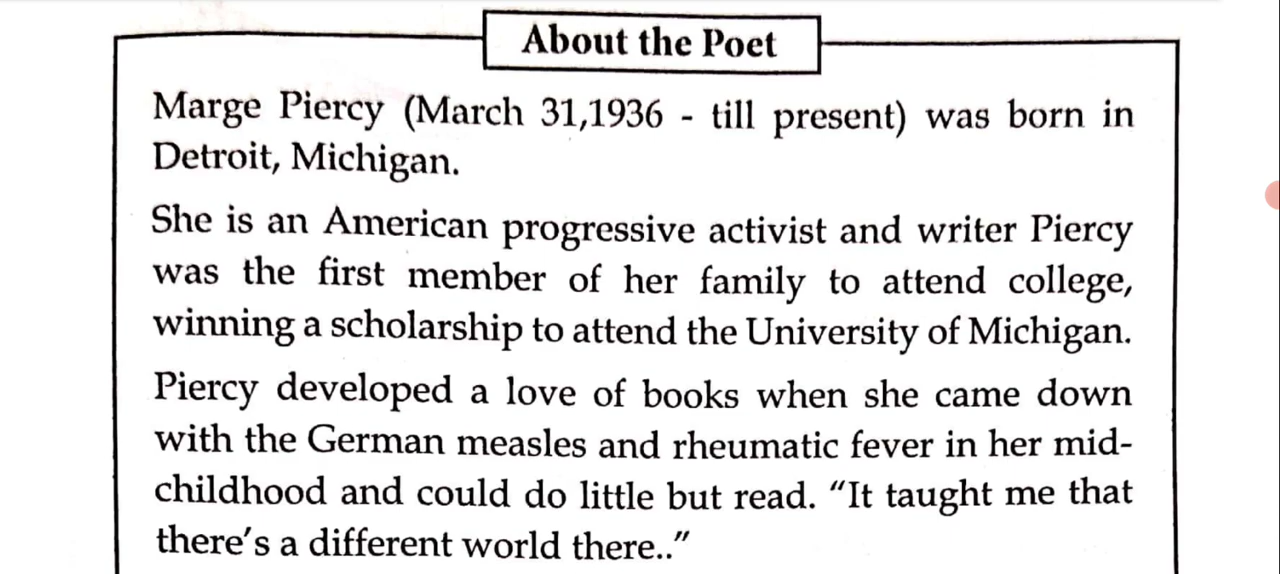 About the Poet
Marge Piercy (March 31,1936 - till present) was born in
Detroit, Michigan.
She is an American progressive activist and writer Piercy
was the first member of her family to attend college,
winning a scholarship to attend the University of Michigan.
Piercy developed a love of books when she came down
with the German measles and rheumatic fever in her mid-
childhood and could do little but read. “It taught me that
there's a different world there..”